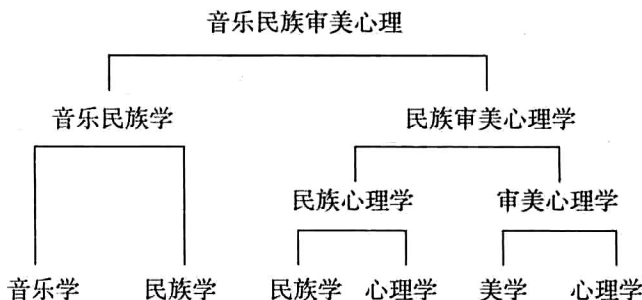 音乐民族审美心理
音乐民族学 民族审美心理学
民族心理学 审美心理学
音乐学 民族学 民族学 心理学 美学 心理学